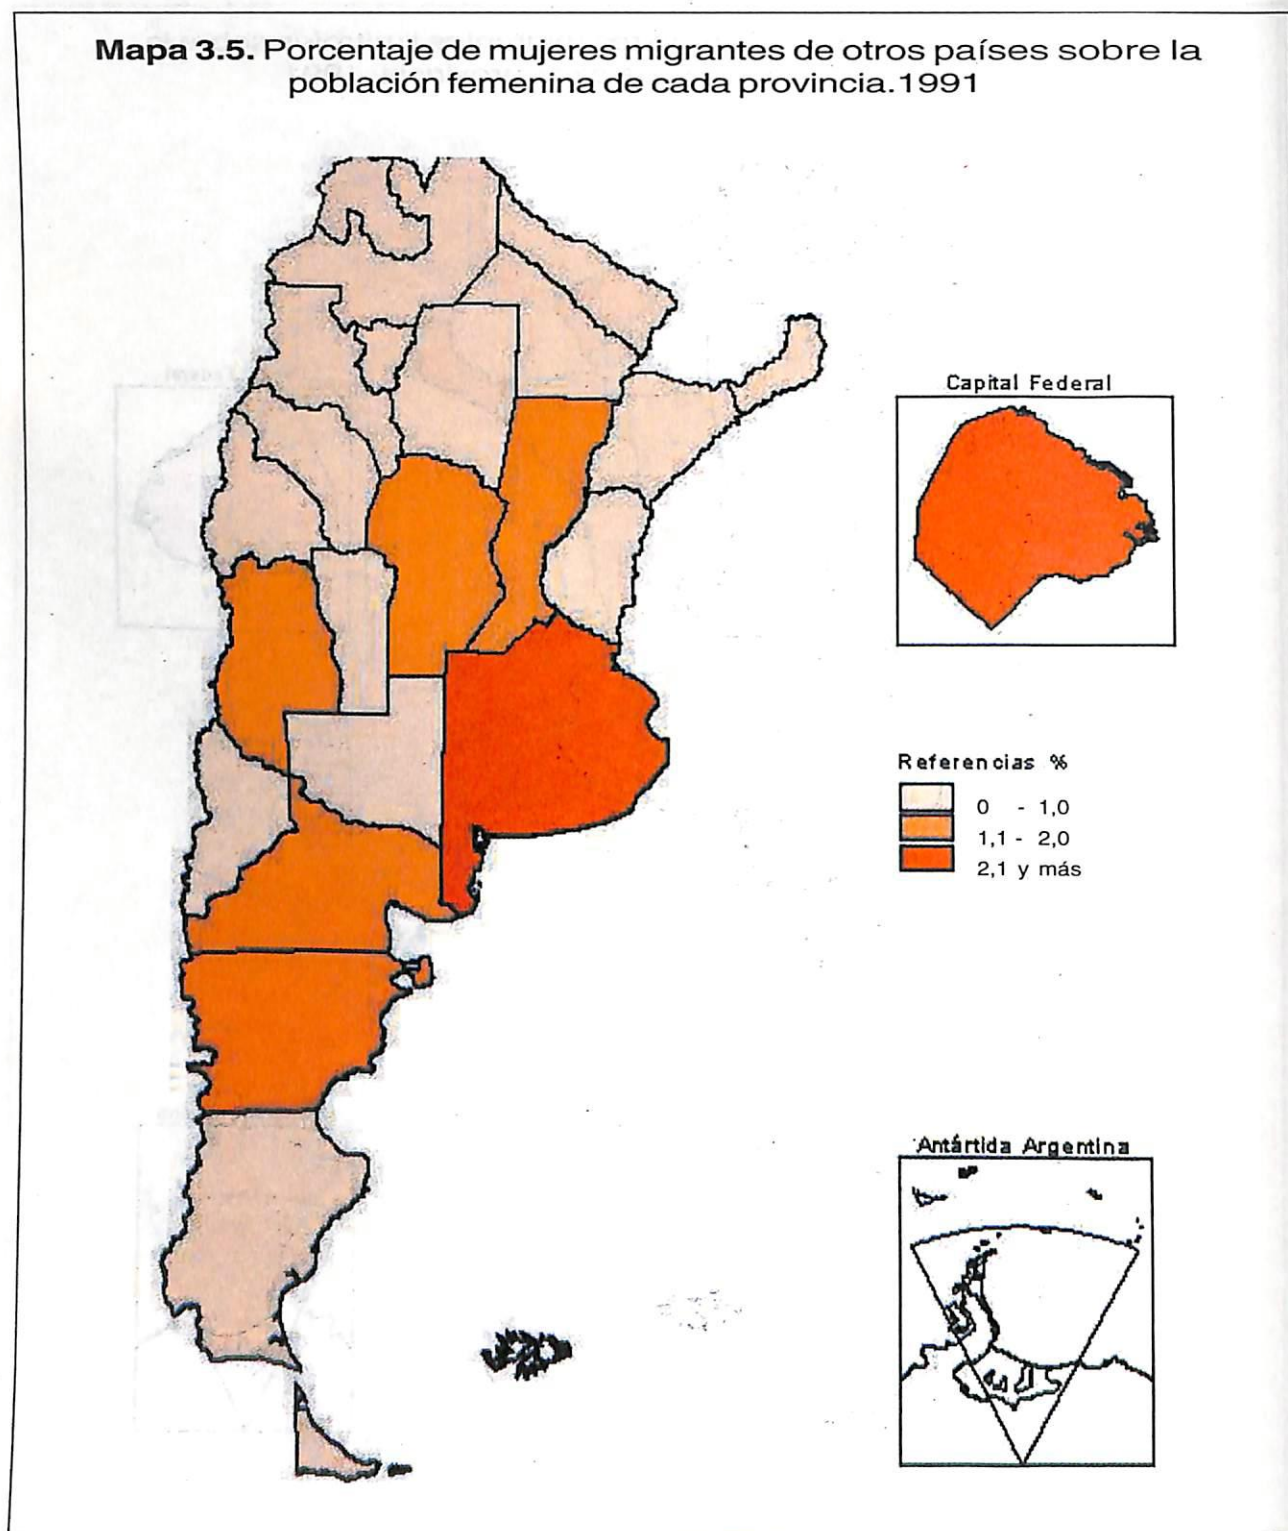 Mapa 3.5. Porcentaje de mujeres migrantes de otros países sobre la
población femenina de cada provincia.1991
Capital Federal
Referencias %
0 - 1,0
1,1 - 2,0
2,1 y más
Antártida Argentina